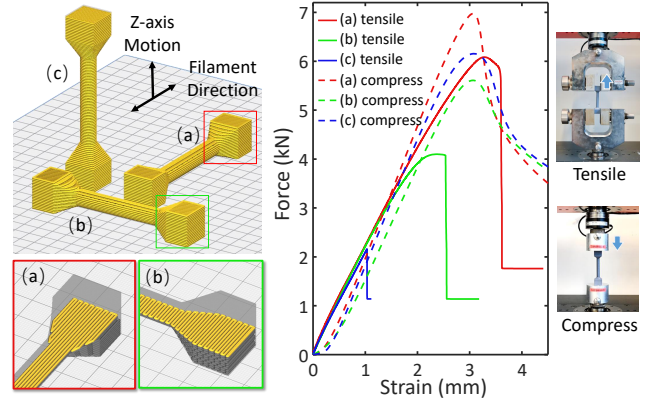 Z-axis
Motion
Filament
Direction
(c)
(a)
(b)
(a)
(b)
Force (kN)
7
6
5
4
3
2
1
0
(a) tensile
(b) tensile
(c) tensile
(a) compress
(b) compress
(c) compress
0 1 2 3 4
Strain (mm)
Tensile
Compress